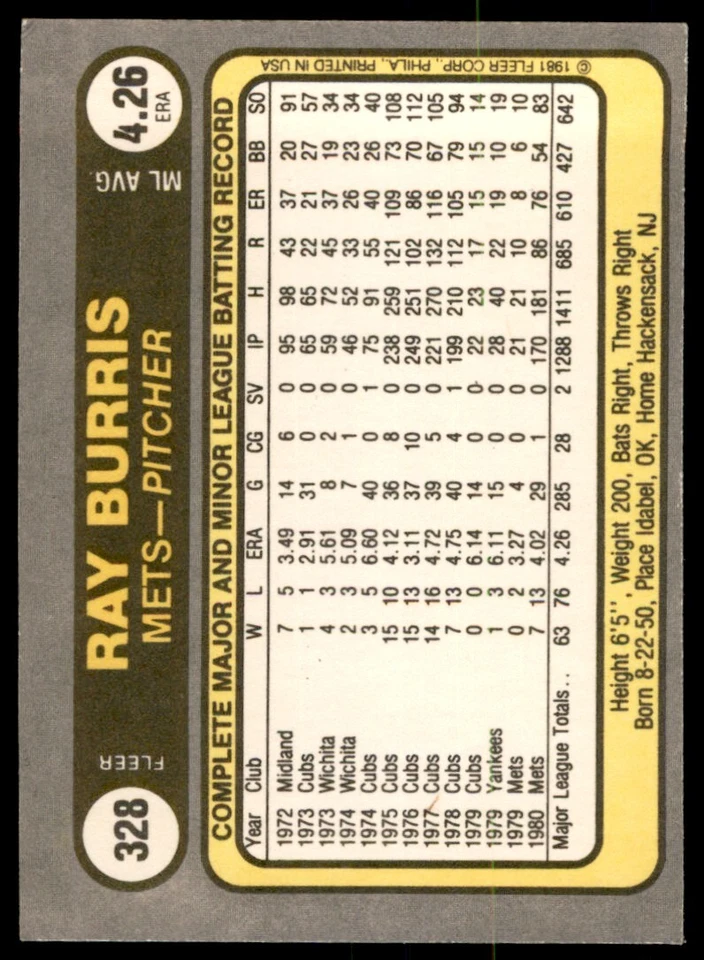 328 FLEER RAY BURRIS ML AVG. 4.26
METS—PITCHER ERA
COMPLETE MAJOR AND MINOR LEAGUE BATTING RECORD
Year Club W L ERA G CG SV IP H R ER BB SO
1972 Midland 7 5 3.49 14 6 0 95 98 43 37 20 91
1973 Cubs 1 1 2.91 31 0 0 65 65 22 21 27 57
1973 Wichita 4 3 5.61 8 2 0 59 72 45 37 19 34
1974 Wichita 2 3 5.09 7 1 0 46 52 33 26 23 34
1974 Cubs 3 5 6.60 40 0 1 75 91 55 40 26 40
1975 Cubs 15 10 4.12 36 8 0 238 259 121 109 73 108
1976 Cubs 15 13 3.11 37 10 0 249 251 102 86 70 112
1977 Cubs 14 16 4.72 39 5 0 221 270 132 116 67 105
1978 Cubs 7 13 4.75 40 4 1 199 210 112 105 79 94
1979 Cubs 0 0 6.14 14 0 0 22 23 17 15 15 14
1979 Yankees 1 3 6.11 15 0 0 28 40 22 19 10 19
1979 Mets 0 2 3.27 4 0 0 21 21 10 8 6 10
1980 Mets 7 13 4.02 29 1 0 170 181 86 76 54 83
Major League Totals.. 63 76 4.26 285 28 2 1288 1411 685 610 427 642
Height 6'5'', Weight 200, Bats Right, Throws Right
Born 8-22-50, Place Idabel, OK, Home Hackensack, NJ
© 1981 FLEER CORP., PHILA., PRINTED IN USA